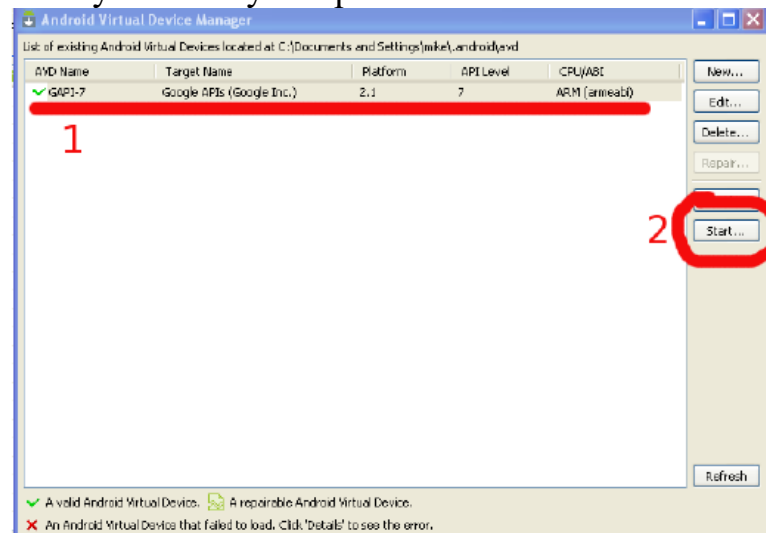 Android Virtual Device Manager
List of existing Android Virtual Devices located at C:\Documents and Settings\mike\.android\avd
AVD Name Target Name Platform API Level CPU/ABI
GAPI-7 Google APIs (Google Inc.) 2.1 7 ARM (armeabi)
1
New...
Edit...
Delete...
Repair...
2
Start...
Refresh
A valid Android Virtual Device. A repairable Android Virtual Device.
An Android Virtual Device that failed to load. Click 'Details' to see the error.